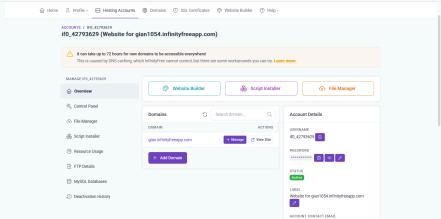 Home Profile Hosting Accounts Domains SSL Certificates Website Builder Help
ACCOUNTS / if0_42793629
if0_42793629 (Website for gian1054.infinityfreeapp.com)
It can take up to 72 hours for new domains to be accessible everywhere!
This is caused by DNS caching, which InfinityFree cannot control, but there are some workarounds you can try. Learn more.
MANAGE IF0_42793629
Overview
Control Panel
File Manager
Script Installer
Resource Usage
FTP Details
MySQL Databases
Deactivation History
Website Builder Script Installer File Manager
Domains Search domain...
DOMAIN ACTIONS
gian.infinityfreeapp.com Manage View Site
+ Add Domain
Account Details
USERNAME
if0_42793629
PASSWORD
STATUS
Active
LABEL
Website for gian1054.infinityfreeapp.com
ACCOUNT CONTACT EMAIL